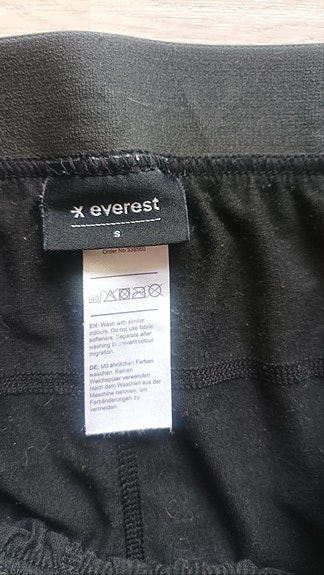 everest
S
Order No 338560
40
EN: Wash with similar
colours. Do not use fabric
softeners. Separate after
washing to prevent colour
migration.
DE: Mit ähnlichen Farben
waschen. Keinen
Weichspüler verwenden.
Nach dem Waschen aus der
Maschine nehmen, um
Farbänderungen zu
vermeiden.